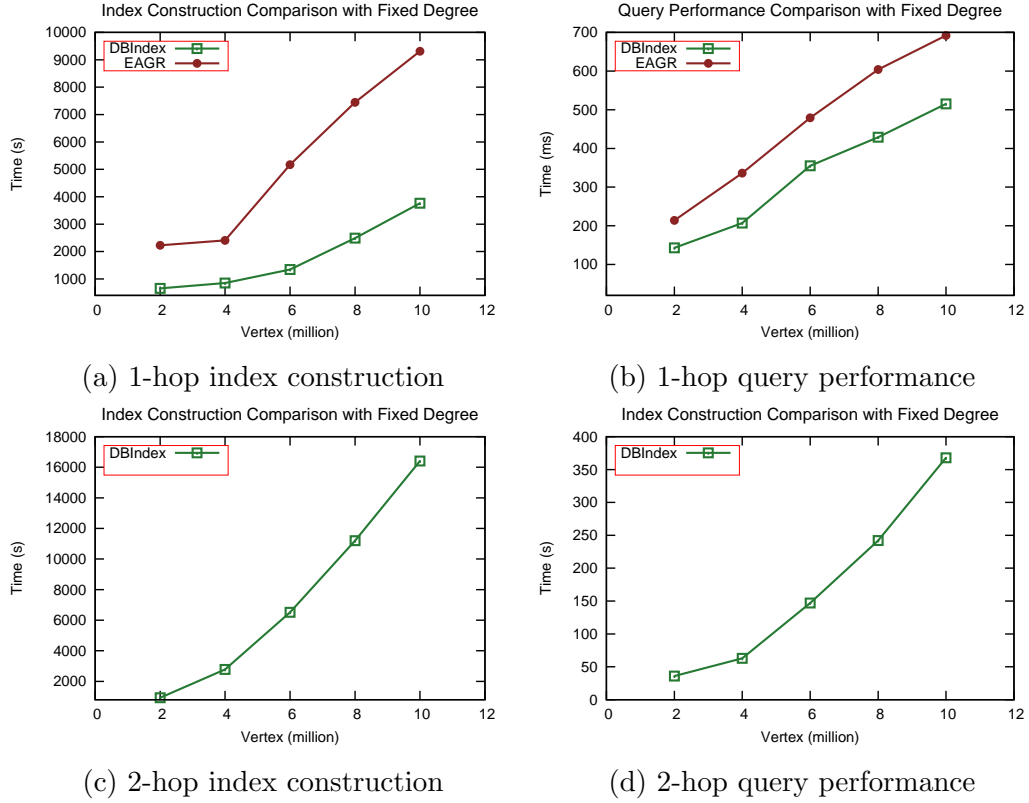 Index Construction Comparison with Fixed Degree
10000
9000
8000
7000
6000
5000
4000
3000
2000
1000
0 2 4 6 8 10 12
Time (s)
Vertex (million)
DBIndex
EAGR
(a) 1-hop index construction
Query Performance Comparison with Fixed Degree
700
600
500
400
300
200
100
0 2 4 6 8 10 12
Time (ms)
Vertex (million)
DBIndex
EAGR
(b) 1-hop query performance
Index Construction Comparison with Fixed Degree
18000
16000
14000
12000
10000
8000
6000
4000
2000
0 2 4 6 8 10 12
Time (s)
Vertex (million)
DBIndex
(c) 2-hop index construction
Index Construction Comparison with Fixed Degree
400
350
300
250
200
150
100
50
0
0 2 4 6 8 10 12
Time (s)
Vertex (million)
DBIndex
(d) 2-hop query performance